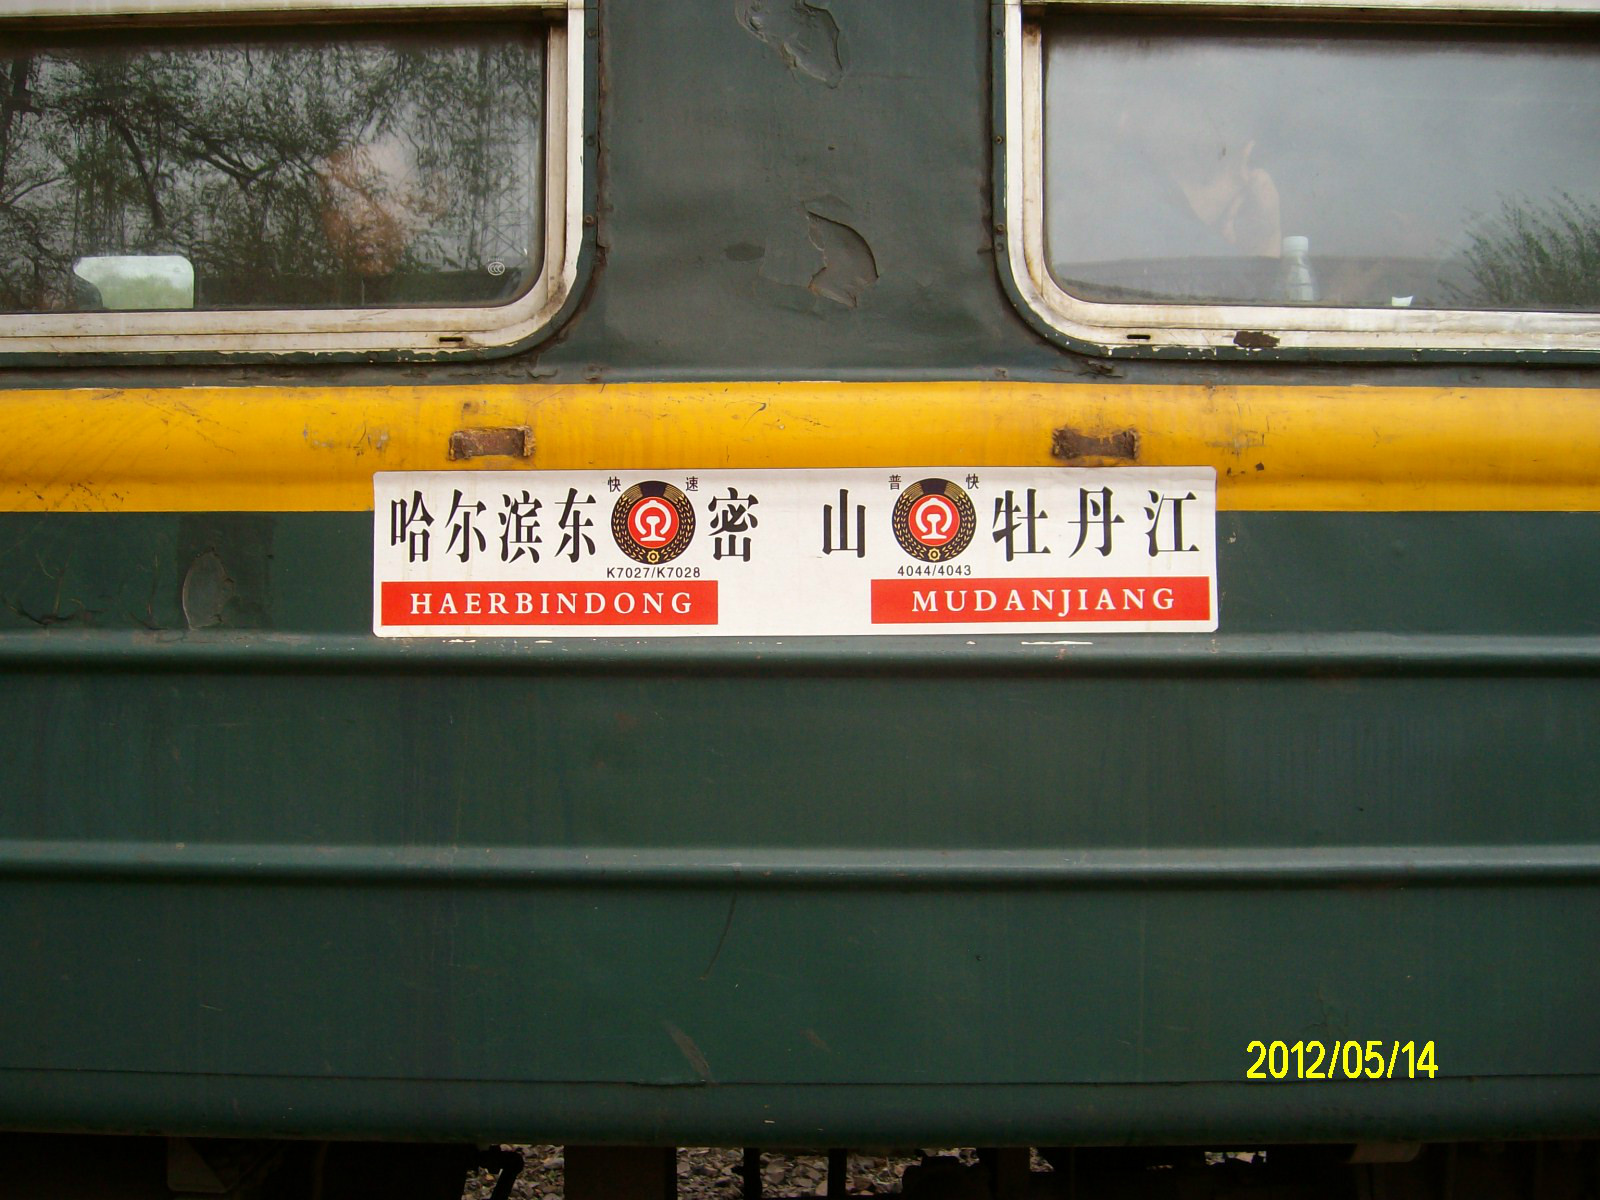 快 速 普 快
哈尔滨东 密 山 牡丹江
K7027/K7028 4044/4043
HAERBINDONG MUDANJIANG
2012/05/14